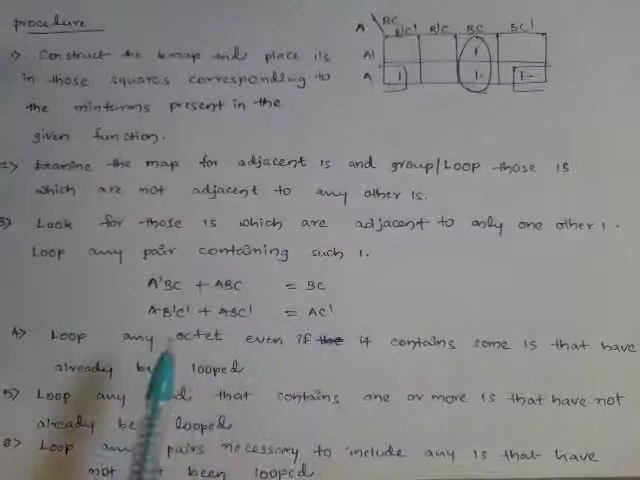 procedure
A\BC B'C' B'C BC BC'
A' 1
A 1 1 1
1) Construct the kmap and place 1s
in those squares corresponding to
the minterms present in the
given function.
2) Examine the map for adjacent 1s and group/Loop those 1s
which are not adjacent to any other 1s.
3) Look for those 1s which are adjacent to only one other 1.
Loop any pair containing such 1.
A'BC + ABC = BC
AB'C' + ABC' = AC'
4) Loop any octet even if it contains some 1s that have
already be looped
5) Loop any that contains one or more 1s that have not
already be looped
6) Loop any pairs necessary to include any 1s that have
not been looped.